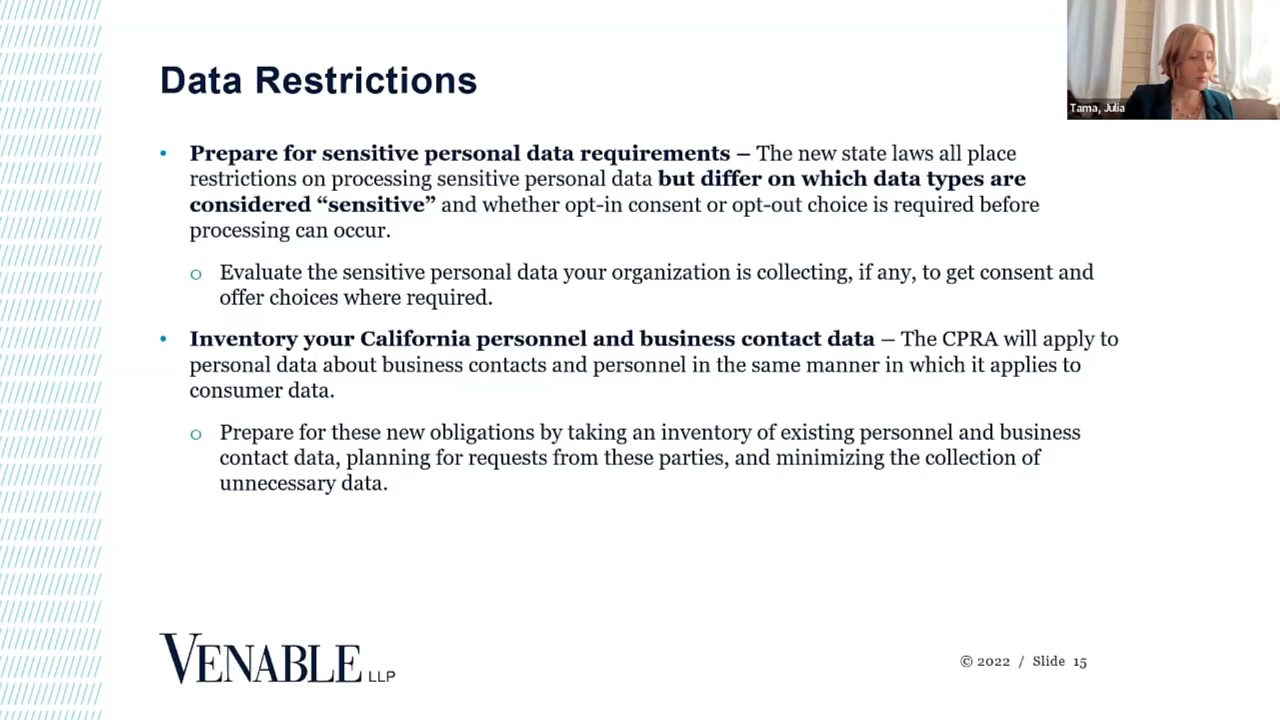 Data Restrictions
Tama, Julia
• Prepare for sensitive personal data requirements – The new state laws all place
restrictions on processing sensitive personal data but differ on which data types are
considered “sensitive” and whether opt-in consent or opt-out choice is required before
processing can occur.
o Evaluate the sensitive personal data your organization is collecting, if any, to get consent and
offer choices where required.
• Inventory your California personnel and business contact data – The CPRA will apply to
personal data about business contacts and personnel in the same manner in which it applies to
consumer data.
o Prepare for these new obligations by taking an inventory of existing personnel and business
contact data, planning for requests from these parties, and minimizing the collection of
unnecessary data.
VENABLE LLP
© 2022 / Slide 15